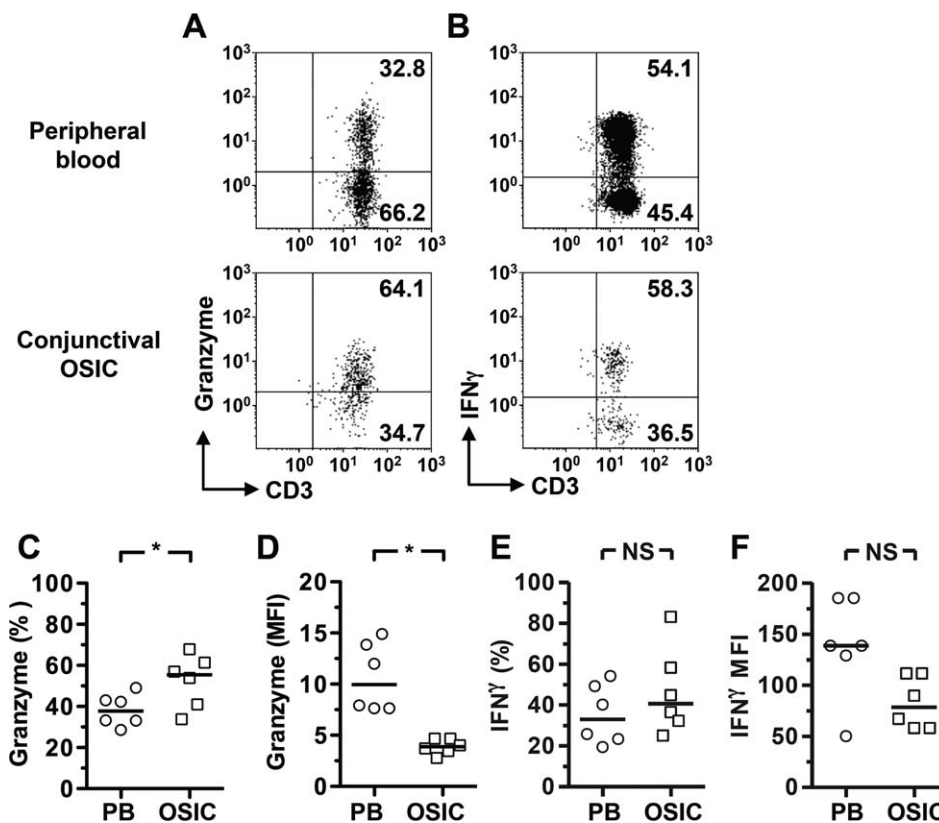 A
B
Peripheral
blood
10³
10²
10¹
10⁰
32.8
66.2
10⁰ 10¹ 10² 10³
10³
10²
10¹
10⁰
54.1
45.4
10⁰ 10¹ 10² 10³
Conjunctival
OSIC
Granzyme
10³
10²
10¹
10⁰
64.1
34.7
10⁰ 10¹ 10² 10³
CD3
IFNγ
10³
10²
10¹
10⁰
58.3
36.5
10⁰ 10¹ 10² 10³
CD3
C
*
Granzyme (%)
100
80
60
40
20
0
PB OSIC
D
*
Granzyme (MFI)
20
15
10
5
0
PB OSIC
E
NS
IFNγ (%)
100
80
60
40
20
0
PB OSIC
F
NS
IFNγ MFI
200
150
100
50
0
PB OSIC